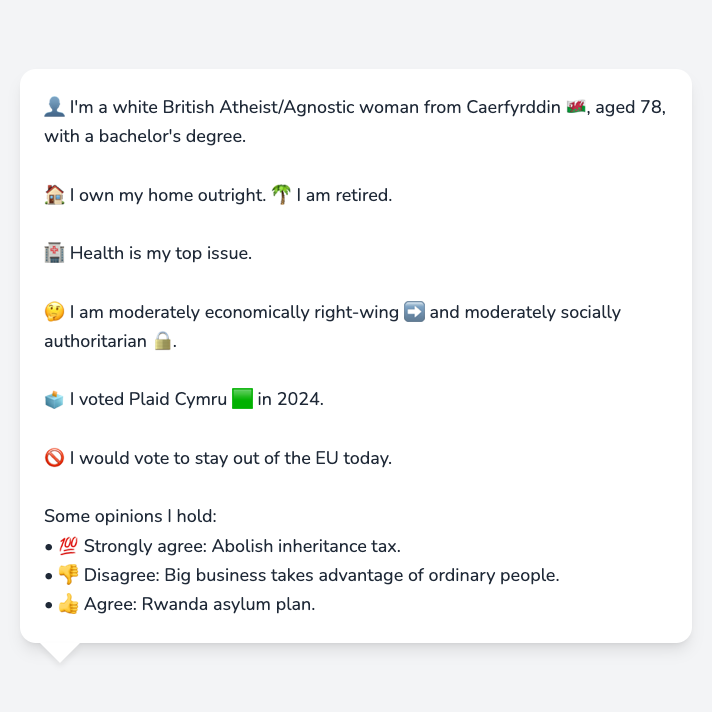 👤 I'm a white British Atheist/Agnostic woman from Caerfyrddin 🏴󠁧󠁢󠁷󠁬󠁳󠁿, aged 78,
with a bachelor's degree.
🏠 I own my home outright. 🌴 I am retired.
🏥 Health is my top issue.
🤔 I am moderately economically right-wing ➡️ and moderately socially
authoritarian 🔒.
🗳️ I voted Plaid Cymru 🟩 in 2024.
🚫 I would vote to stay out of the EU today.
Some opinions I hold:
• 💯 Strongly agree: Abolish inheritance tax.
• 👎 Disagree: Big business takes advantage of ordinary people.
• 👍 Agree: Rwanda asylum plan.